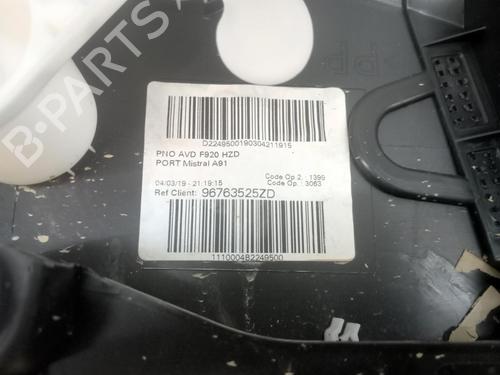 B-PARTS
D2249500190304211915
PNO AVD F920 HZD
PORT Mistral A91
Code Op 2. : 1399
04/03/19 - 21:19:15
Code Op. : 3063
Ref Client: 96763525ZD
1110004B2249500